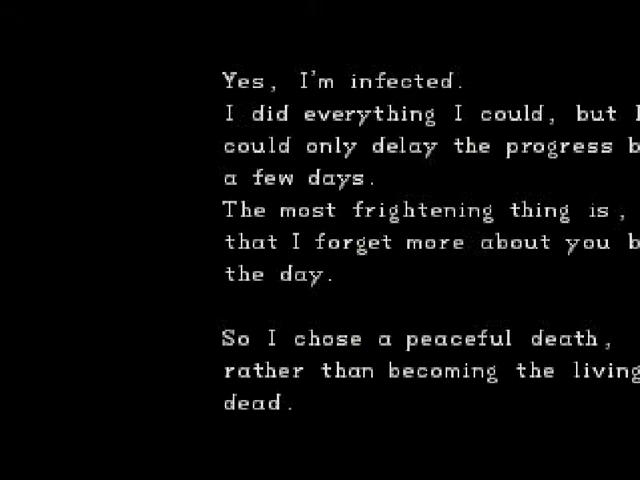 Yes, I'm infected.
I did everything I could, but I
could only delay the progress b
a few days.
The most frightening thing is,
that I forget more about you b
the day.
So I chose a peaceful death,
rather than becoming the living
dead.